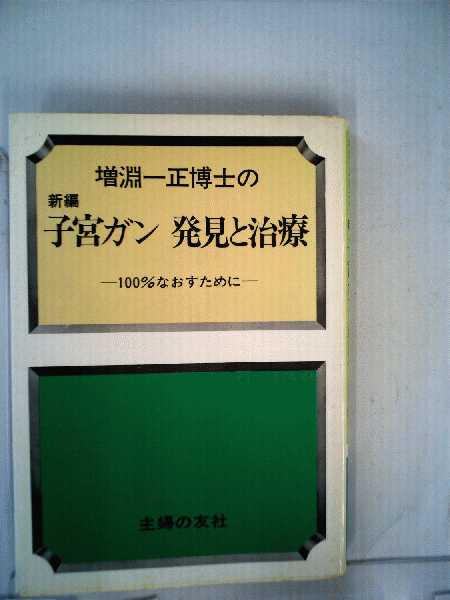 増淵一正博士の
新編
子宮ガン 発見と治療
―100%なおすために―
主婦の友社